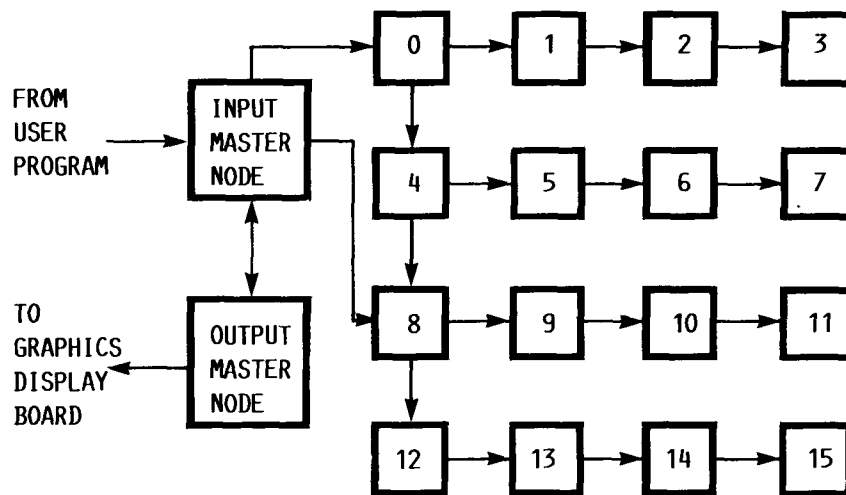 0 1 2 3
FROM
USER
PROGRAM
INPUT
MASTER
NODE
4 5 6 7
TO
GRAPHICS
DISPLAY
BOARD
OUTPUT
MASTER
NODE
8 9 10 11
12 13 14 15